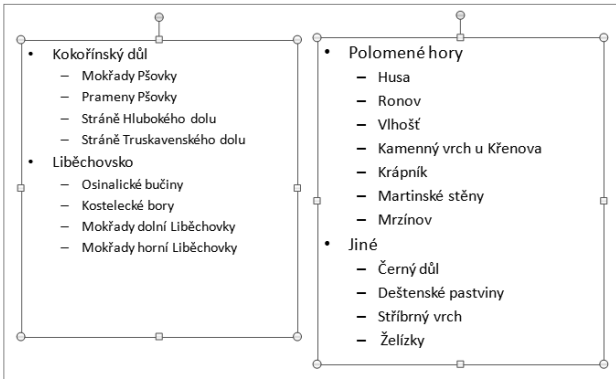 • Kokořínský důl
– Mokřady Pšovky
– Prameny Pšovky
– Stráně Hlubokého dolu
– Stráně Truskavenského dolu
• Liběchovsko
– Osinalické bučiny
– Kostelecké bory
– Mokřady dolní Liběchovky
– Mokřady horní Liběchovky
• Polomené hory
– Husa
– Ronov
– Vlhošť
– Kamenný vrch u Křenova
– Krápník
– Martinské stěny
– Mrzínov
• Jiné
– Černý důl
– Deštenské pastviny
– Stříbrný vrch
– Želízky